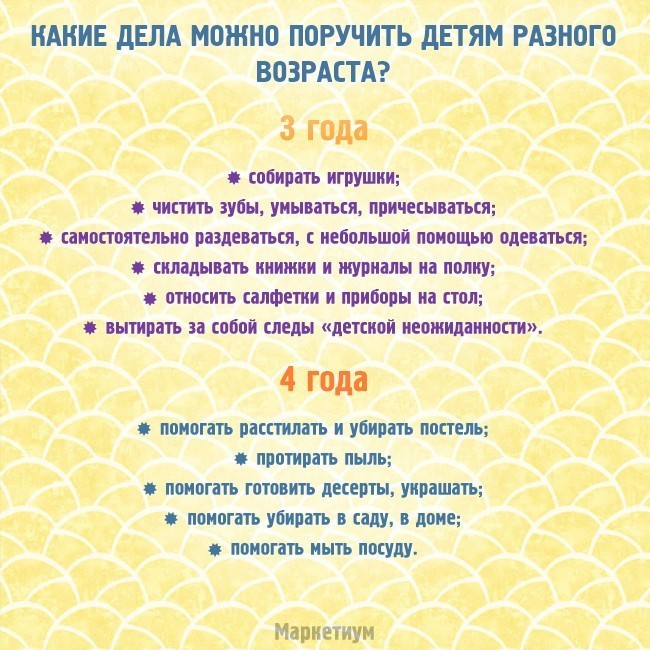 КАКИЕ ДЕЛА МОЖНО ПОРУЧИТЬ ДЕТЯМ РАЗНОГО
ВОЗРАСТА?
3 года
✸ собирать игрушки;
✸ чистить зубы, умываться, причесываться;
✸ самостоятельно раздеваться, с небольшой помощью одеваться;
✸ складывать книжки и журналы на полку;
✸ относить салфетки и приборы на стол;
✸ вытирать за собой следы «детской неожиданности».
4 года
✸ помогать расстилать и убирать постель;
✸ протирать пыль;
✸ помогать готовить десерты, украшать;
✸ помогать убирать в саду, в доме;
✸ помогать мыть посуду.
Маркетиум